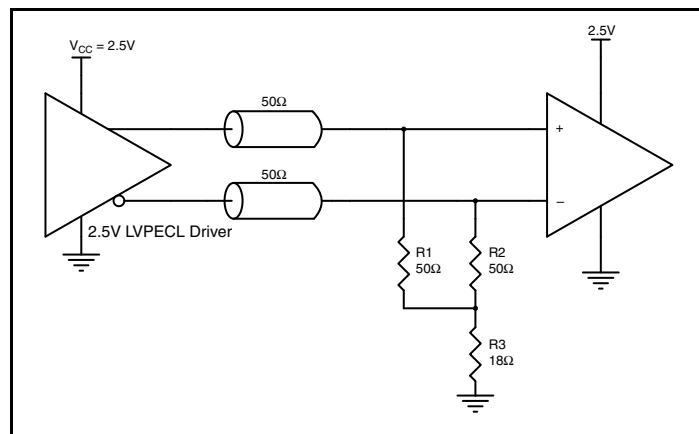 V_CC = 2.5V
2.5V
50Ω
+
50Ω
−
2.5V LVPECL Driver
R1
50Ω
R2
50Ω
R3
18Ω